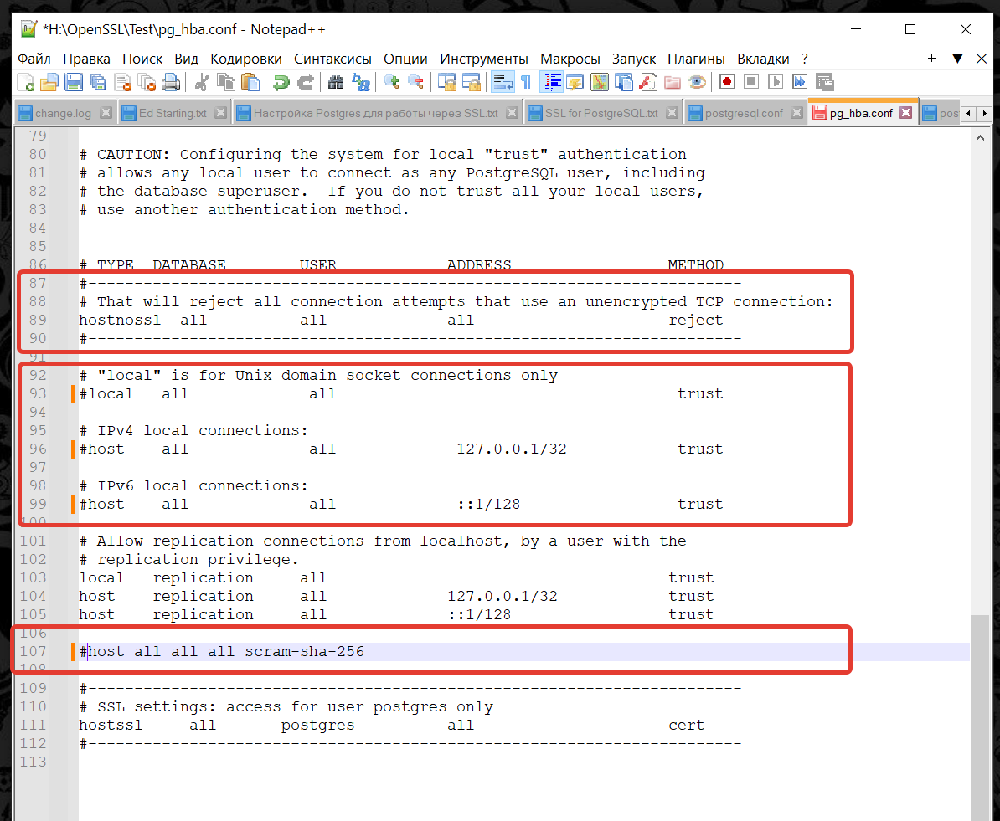 *H:\OpenSSL\Test\pg_hba.conf - Notepad++
Файл Правка Поиск Вид Кодировки Синтаксисы Опции Инструменты Макросы Запуск Плагины Вкладки ?
change.log Ed Starting.txt Настройка Postgres для работы через SSL.txt SSL for PostgreSQL.txt postgresql.conf pg_hba.conf pos
79
80 # CAUTION: Configuring the system for local "trust" authentication
81 # allows any local user to connect as any PostgreSQL user, including
82 # the database superuser.  If you do not trust all your local users,
83 # use another authentication method.
84
85
86 # TYPE  DATABASE        USER            ADDRESS                 METHOD
87 #-----------------------------------------------------------------------
88 # That will reject all connection attempts that use an unencrypted TCP connection:
89 hostnossl  all          all             all                     reject
90 #-----------------------------------------------------------------------
91
92 # "local" is for Unix domain socket connections only
93 #local   all             all                                     trust
94
95 # IPv4 local connections:
96 #host    all             all             127.0.0.1/32            trust
97
98 # IPv6 local connections:
99 #host    all             all             ::1/128                 trust
100
101 # Allow replication connections from localhost, by a user with the
102 # replication privilege.
103 local   replication     all                                     trust
104 host    replication     all             127.0.0.1/32            trust
105 host    replication     all             ::1/128                 trust
106
107 #host all all all scram-sha-256
108
109 #-----------------------------------------------------------------------
110 # SSL settings: access for user postgres only
111 hostssl     all       postgres          all                     cert
112 #-----------------------------------------------------------------------
113